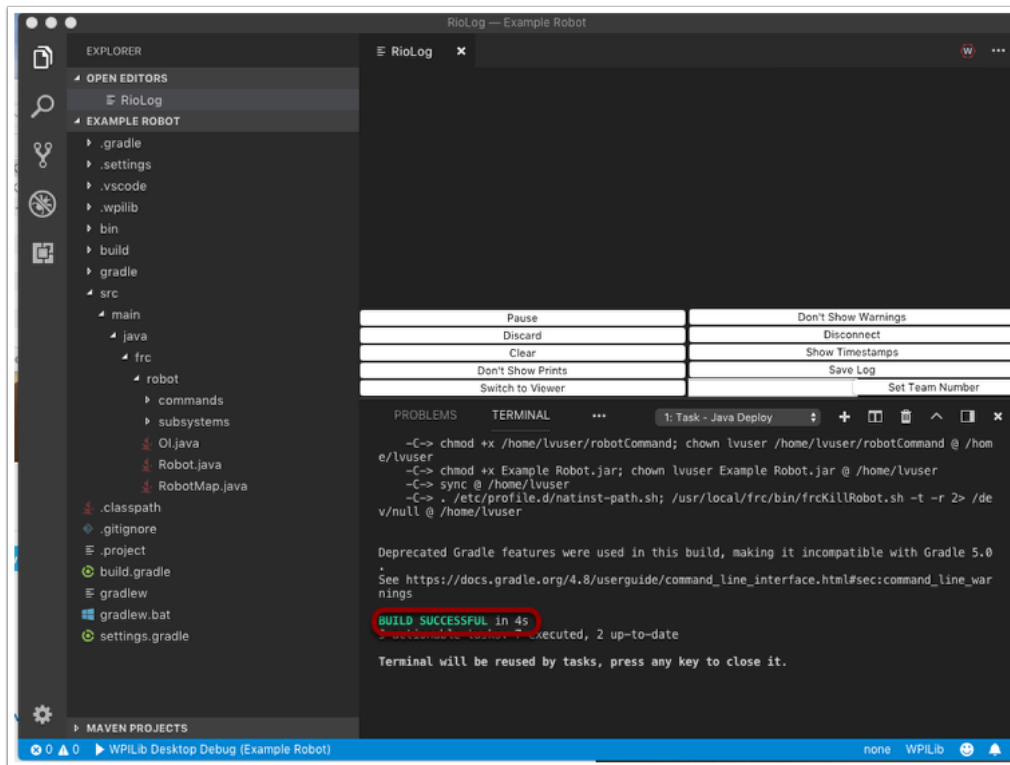 RioLog — Example Robot
EXPLORER
OPEN EDITORS
RioLog
EXAMPLE ROBOT
.gradle
.settings
.vscode
.wpilib
bin
build
gradle
src
main
java
frc
robot
commands
subsystems
OI.java
Robot.java
RobotMap.java
.classpath
.gitignore
.project
build.gradle
gradlew
gradlew.bat
settings.gradle
MAVEN PROJECTS
RioLog
W
Pause
Don't Show Warnings
Discard
Disconnect
Clear
Show Timestamps
Don't Show Prints
Save Log
Switch to Viewer
Set Team Number
PROBLEMS TERMINAL ••• 1: Task - Java Deploy
-C-> chmod +x /home/lvuser/robotCommand; chown lvuser /home/lvuser/robotCommand @ /hom
e/lvuser
-C-> chmod +x Example Robot.jar; chown lvuser Example Robot.jar @ /home/lvuser
-C-> sync @ /home/lvuser
-C-> . /etc/profile.d/natinst-path.sh; /usr/local/frc/bin/frcKillRobot.sh -t -r 2> /de
v/null @ /home/lvuser
Deprecated Gradle features were used in this build, making it incompatible with Gradle 5.0
.
See https://docs.gradle.org/4.8/userguide/command_line_interface.html#sec:command_line_war
nings
BUILD SUCCESSFUL in 4s
executed, 2 up-to-date
Terminal will be reused by tasks, press any key to close it.
0 0 WPILib Desktop Debug (Example Robot)
none WPILib